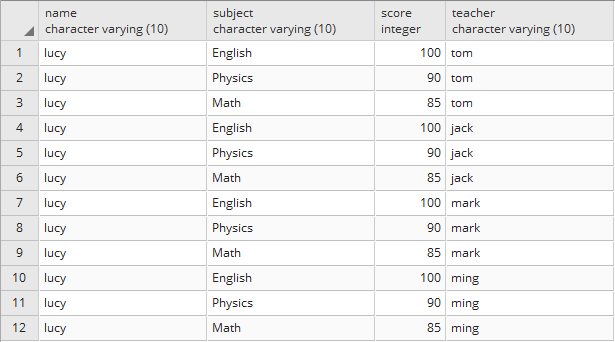 name subject score teacher
character varying (10) character varying (10) integer character varying (10)
1 lucy English 100 tom
2 lucy Physics 90 tom
3 lucy Math 85 tom
4 lucy English 100 jack
5 lucy Physics 90 jack
6 lucy Math 85 jack
7 lucy English 100 mark
8 lucy Physics 90 mark
9 lucy Math 85 mark
10 lucy English 100 ming
11 lucy Physics 90 ming
12 lucy Math 85 ming